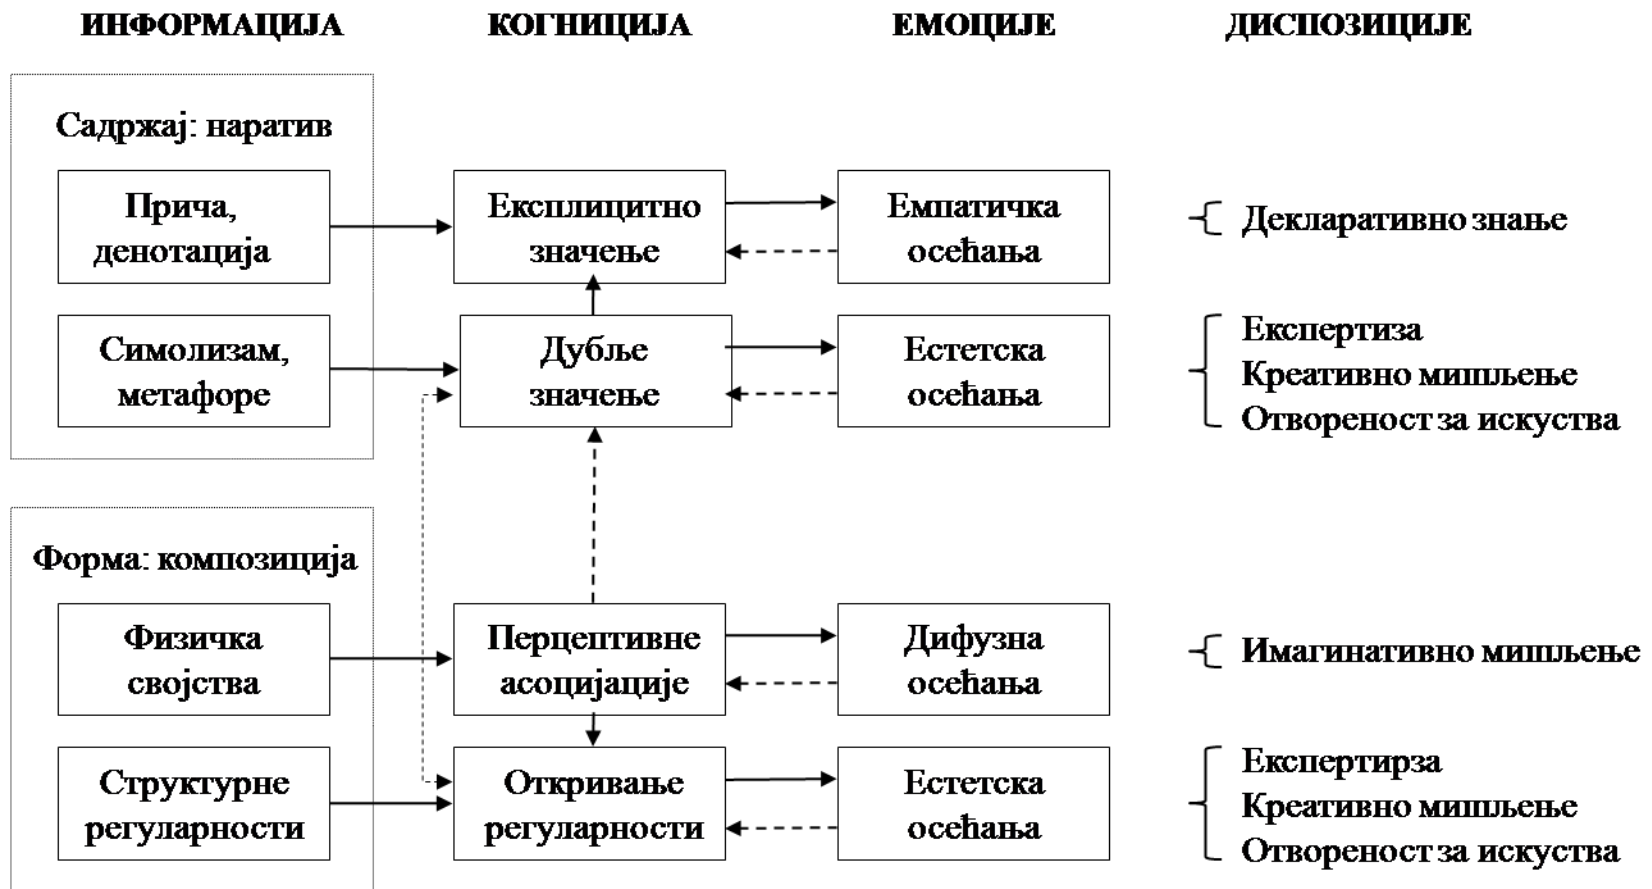 ИНФОРМАЦИЈА КОГНИЦИЈА ЕМОЦИЈЕ ДИСПОЗИЦИЈЕ
Садржај: наратив
Прича,
денотација
Експлицитно
значење
Емпатичка
осећања
Декларативно знање
Симолизам,
метафоре
Дубље
значење
Естетска
осећања
Експертиза
Креативно мишљење
Отвореност за искуства
Форма: композиција
Физичка
својства
Перцептивне
асоцијације
Дифузна
осећања
Имагинативно мишљење
Структурне
регуларности
Откривање
регуларности
Естетска
осећања
Експертирза
Креативно мишљење
Отвореност за искуства